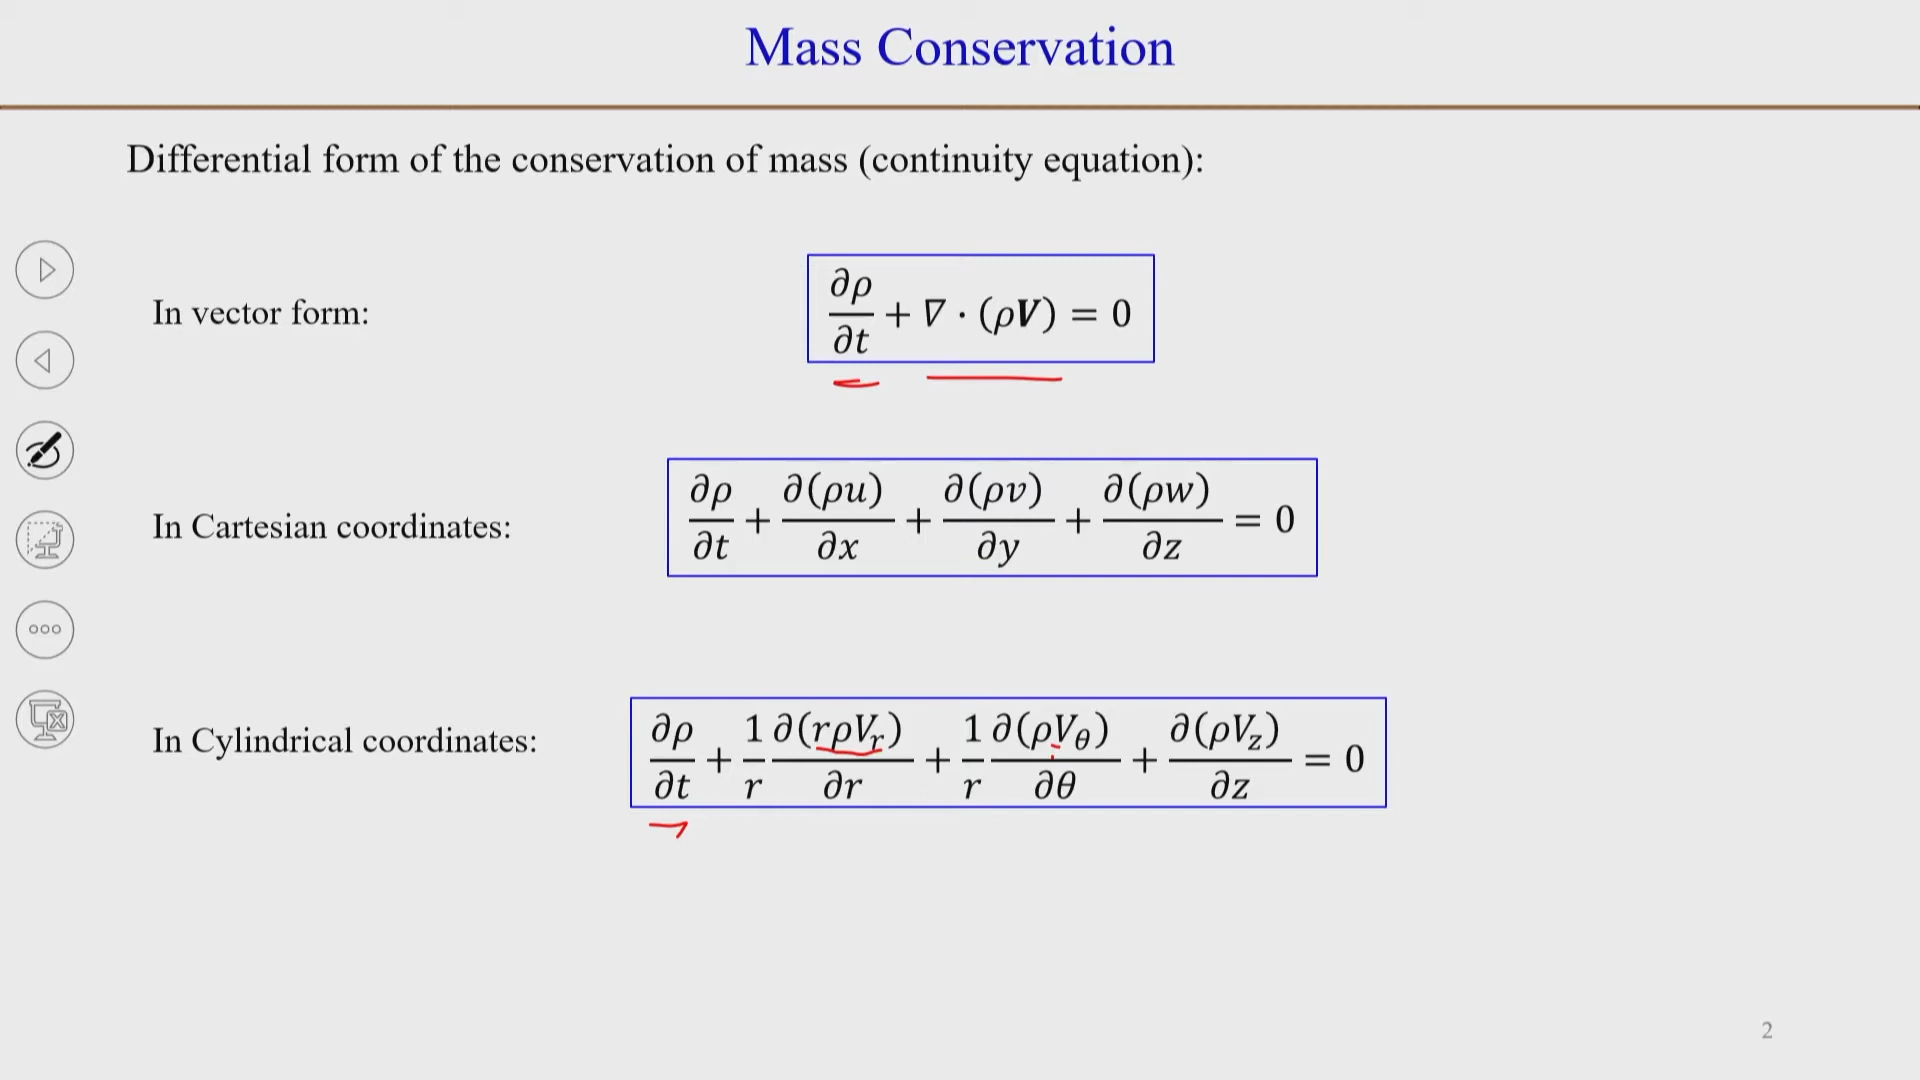 Mass Conservation
Differential form of the conservation of mass (continuity equation):
In vector form:
∂ρ/∂t + ∇ · (ρV) = 0
In Cartesian coordinates:
∂ρ/∂t + ∂(ρu)/∂x + ∂(ρv)/∂y + ∂(ρw)/∂z = 0
In Cylindrical coordinates:
∂ρ/∂t + 1/r ∂(rρVᵣ)/∂r + 1/r ∂(ρV_θ)/∂θ + ∂(ρV_z)/∂z = 0
2